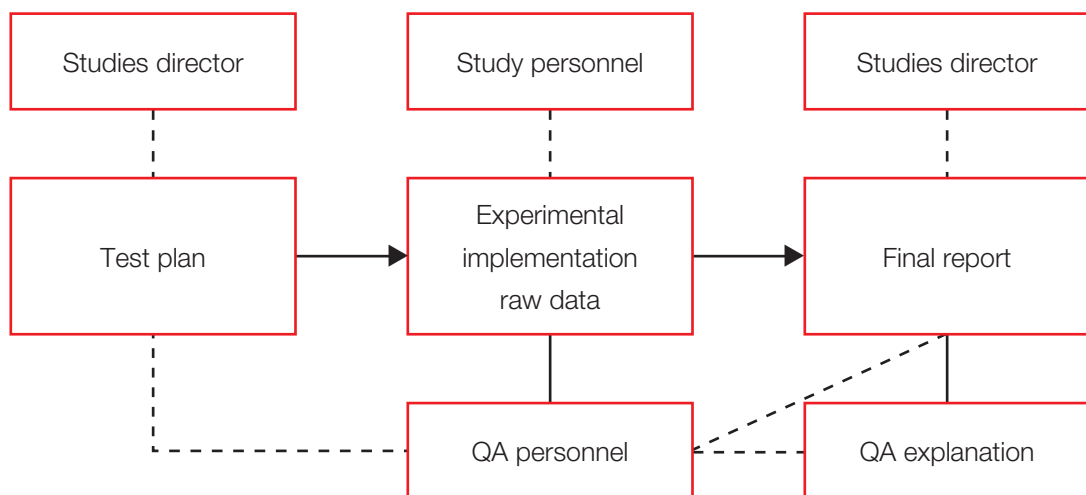 Studies director
Study personnel
Studies director
Test plan
Experimental
implementation
raw data
Final report
QA personnel
QA explanation